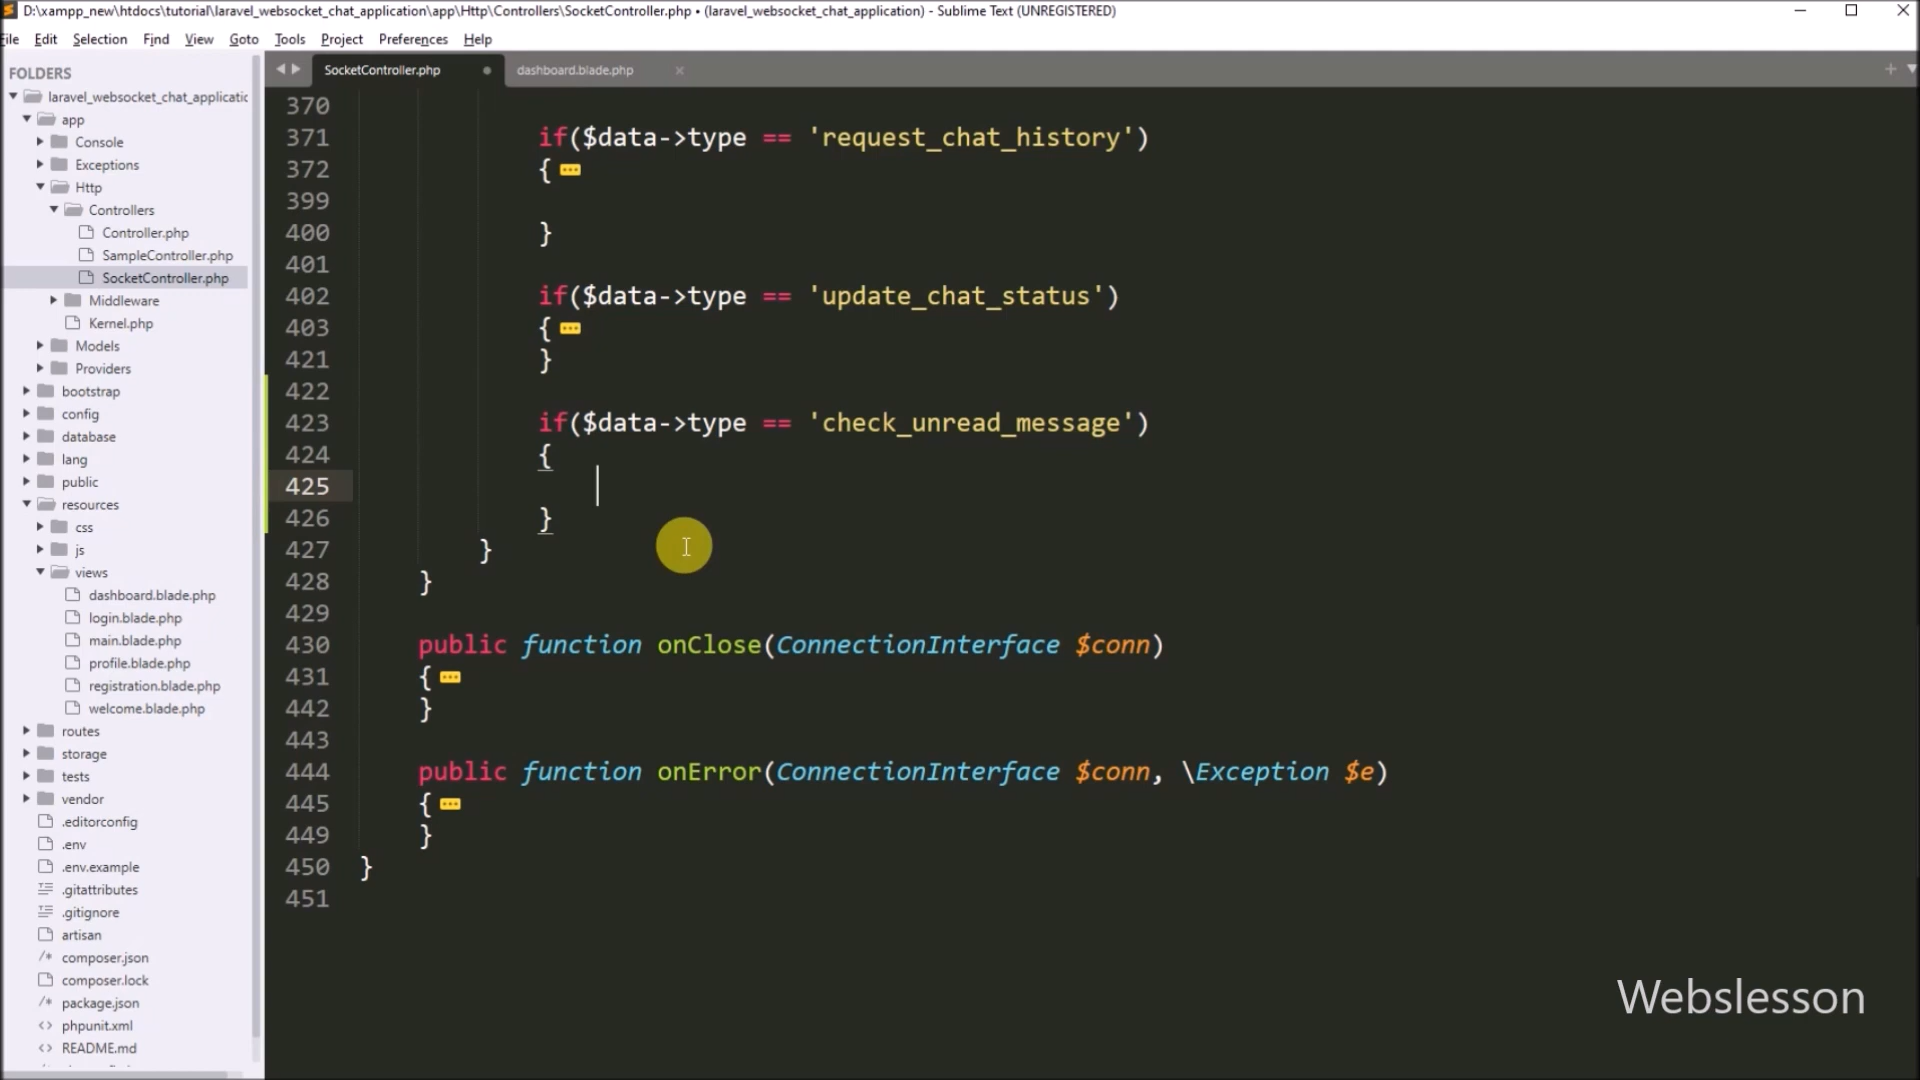 D:\xampp_new\htdocs\tutorial\laravel_websocket_chat_application\app\Http\Controllers\SocketController.php • (laravel_websocket_chat_application) - Sublime Text (UNREGISTERED)
File Edit Selection Find View Goto Tools Project Preferences Help
FOLDERS
laravel_websocket_chat_applicatic
app
Console
Exceptions
Http
Controllers
Controller.php
SampleController.php
SocketController.php
Middleware
Kernel.php
Models
Providers
bootstrap
config
database
lang
public
resources
css
js
views
dashboard.blade.php
login.blade.php
main.blade.php
profile.blade.php
registration.blade.php
welcome.blade.php
routes
storage
tests
vendor
.editorconfig
.env
.env.example
.gitattributes
.gitignore
artisan
composer.json
composer.lock
package.json
phpunit.xml
README.md
SocketController.php dashboard.blade.php
370
371 if($data->type == 'request_chat_history')
372 {
399
400 }
401
402 if($data->type == 'update_chat_status')
403 {
421 }
422
423 if($data->type == 'check_unread_message')
424 {
425
426 }
427 }
428 }
429
430 public function onClose(ConnectionInterface $conn)
431 {
442 }
443
444 public function onError(ConnectionInterface $conn, \Exception $e)
445 {
449 }
450 }
451
Webslesson